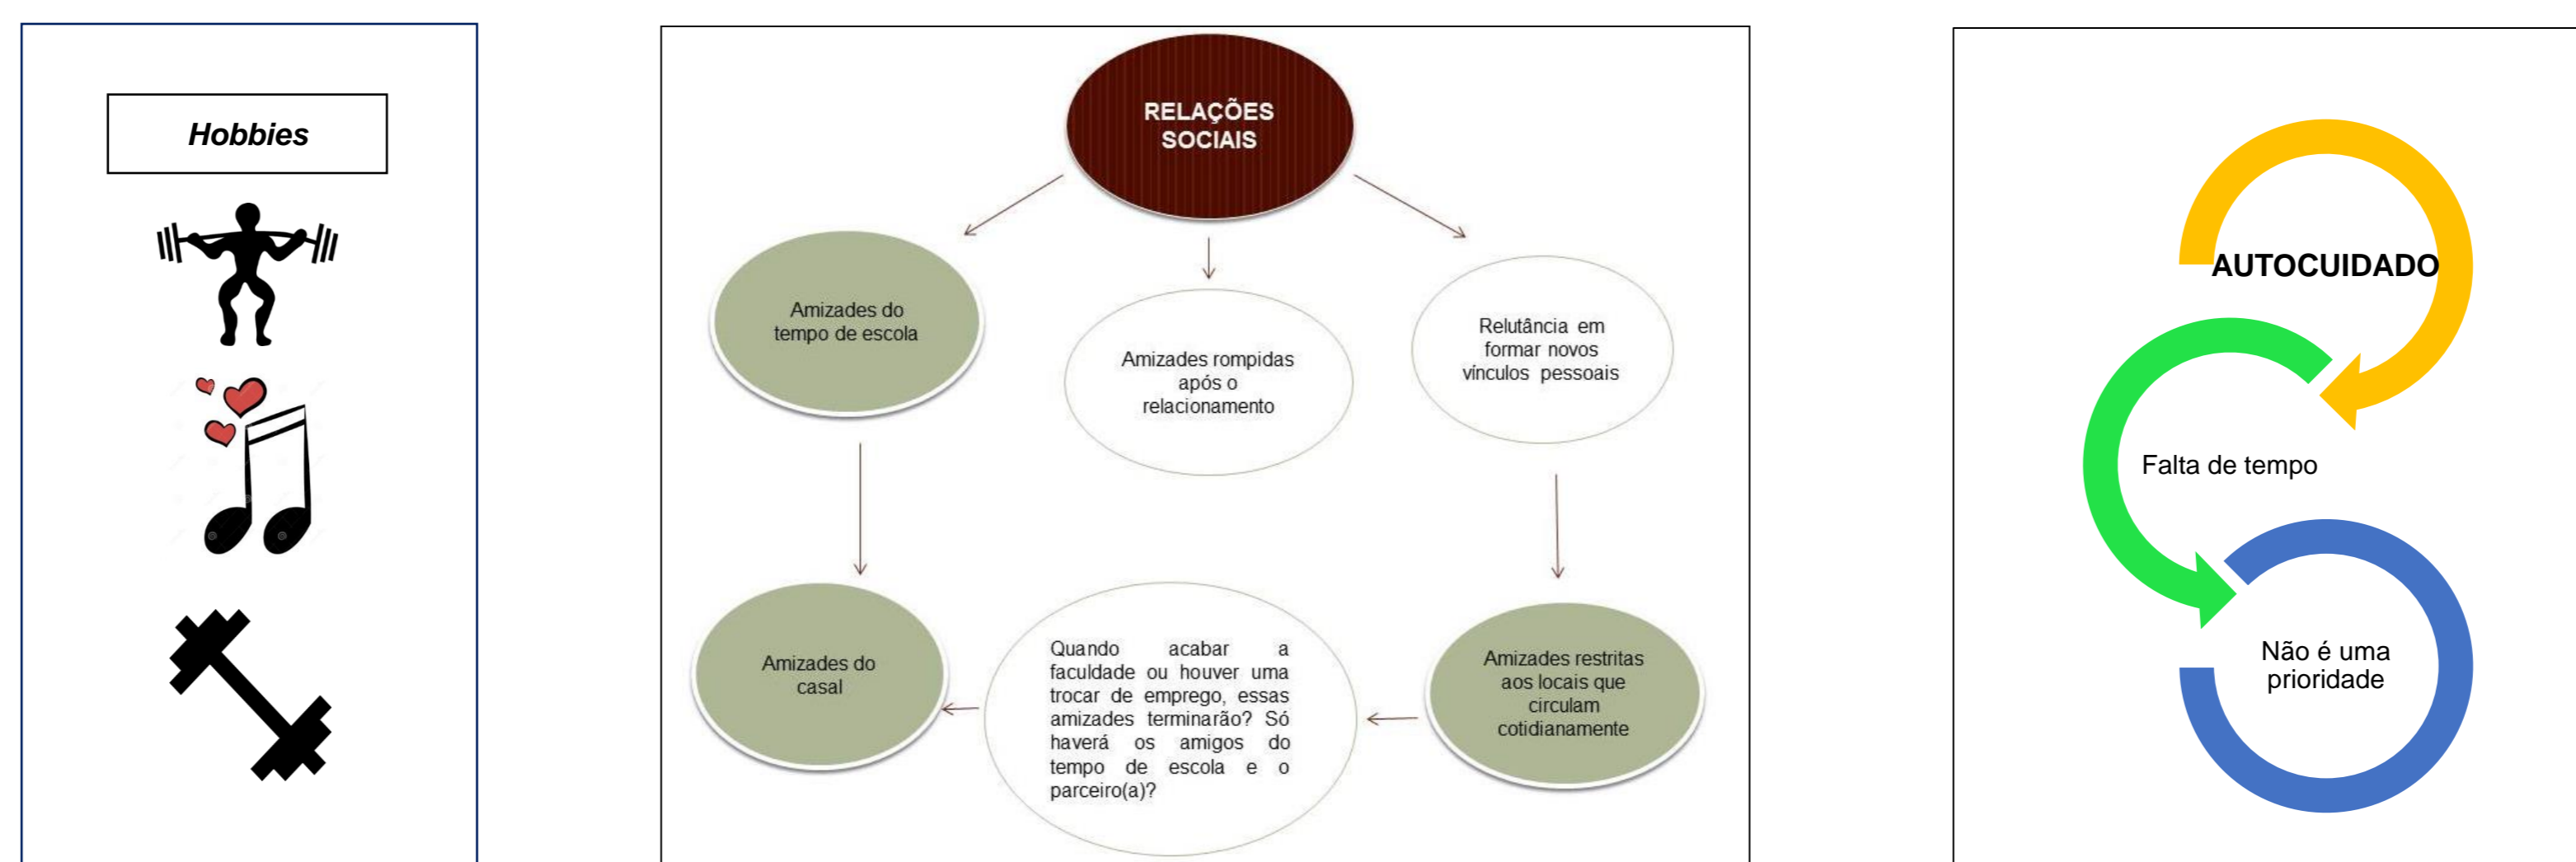 Hobbies
RELAÇÕES
SOCIAIS
Amizades do
tempo de escola
Amizades rompidas
após o
relacionamento
Relutância em
formar novos
vínculos pessoais
Amizades do
casal
Quando acabar a
faculdade ou houver uma
trocar de emprego, essas
amizades terminarão? Só
haverá os amigos do
tempo de escola e o
parceiro(a)?
Amizades restritas
aos locais que
circulam
cotidianamente
AUTOCUIDADO
Falta de tempo
Não é uma
prioridade